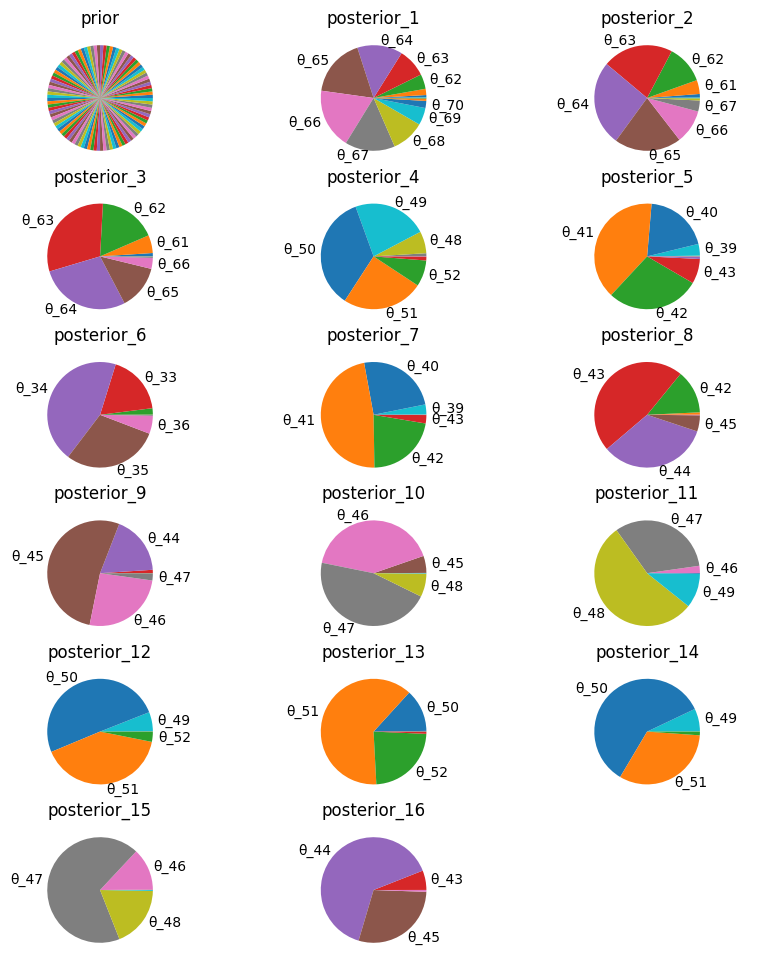 prior
posterior_1
θ_64
θ_63
θ_62
θ_65
θ_70
θ_69
θ_66
θ_68
θ_67
posterior_2
θ_63
θ_62
θ_61
θ_64
θ_67
θ_66
θ_65
posterior_3
θ_62
θ_63
θ_61
θ_66
θ_65
θ_64
posterior_4
θ_49
θ_48
θ_50
θ_52
θ_51
posterior_5
θ_40
θ_41
θ_39
θ_43
θ_42
posterior_6
θ_33
θ_34
θ_36
θ_35
posterior_7
θ_40
θ_39
θ_43
θ_41
θ_42
posterior_8
θ_43
θ_42
θ_45
θ_44
posterior_9
θ_44
θ_45
θ_47
θ_46
posterior_10
θ_46
θ_45
θ_48
θ_47
posterior_11
θ_47
θ_46
θ_49
θ_48
posterior_12
θ_50
θ_49
θ_52
θ_51
posterior_13
θ_51
θ_50
θ_52
posterior_14
θ_50
θ_49
θ_51
posterior_15
θ_46
θ_47
θ_48
posterior_16
θ_44
θ_43
θ_45